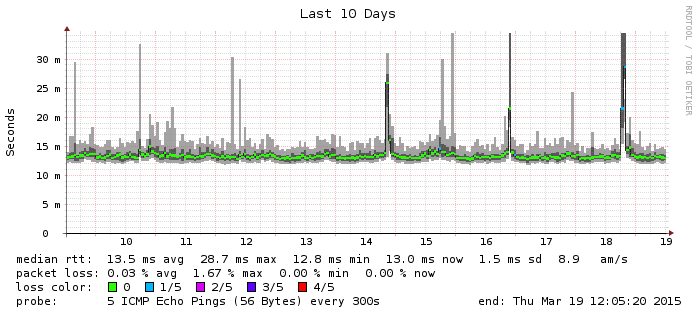 Last 10 Days
RRDTOOL / TOBI OETIKER
Seconds
30 m
25 m
20 m
15 m
10 m
5 m
0
10 11 12 13 14 15 16 17 18 19
median rtt: 13.5 ms avg 28.7 ms max 12.8 ms min 13.0 ms now 1.5 ms sd 8.9 am/s
packet loss: 0.03 % avg 1.67 % max 0.00 % min 0.00 % now
loss color: 0 1/5 2/5 3/5 4/5
probe: 5 ICMP Echo Pings (56 Bytes) every 300s end: Thu Mar 19 12:05:20 2015